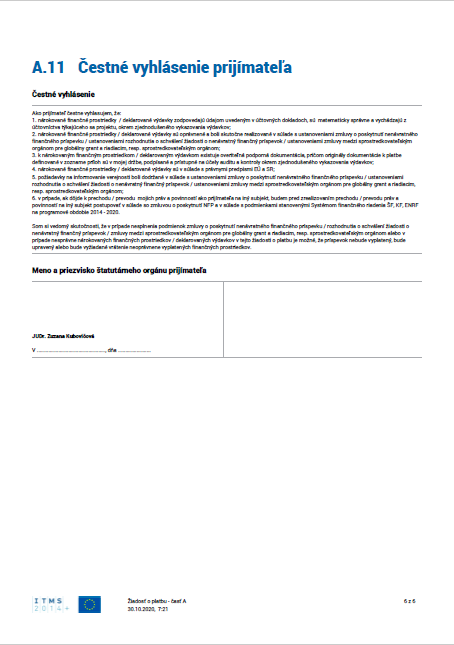 A.11 Čestné vyhlásenie prijímateľa
Čestné vyhlásenie
Ako prijímateľ čestne vyhlasujem, že:
1. nárokované finančné prostriedky / deklarované výdavky zodpovedajú údajom uvedeným v účtovných dokladoch, sú matematicky správne a vychádzajú z
účtovníctva týkajúceho sa projektu, okrem zjednodušeného vykazovania výdavkov;
2. nárokované finančné prostriedky / deklarované výdavky sú oprávnené a boli skutočne realizované v súlade s ustanoveniami zmluvy o poskytnutí nenávratného
finančného príspevku / ustanoveniami rozhodnutia o schválení žiadosti o nenávratný finančný príspevok / ustanoveniami zmluvy medzi sprostredkovateľským
orgánom pre globálny grant a riadiacim, resp. sprostredkovateľským orgánom;
3. k nárokovaným finančným prostriedkom / deklarovaným výdavkom existuje overiteľná podporná dokumentácia, pričom originály dokumentácie k platbe
definované v zozname príloh sú v mojej držbe, podpísané a prístupné na účely auditu a kontroly okrem zjednodušeného vykazovania výdavkov;
4. nárokované finančné prostriedky / deklarované výdavky sú v súlade s právnymi predpismi EÚ a SR;
5. požiadavky na informovanie verejnosti boli dodržané v súlade s ustanoveniami zmluvy o poskytnutí nenávratného finančného príspevku / ustanoveniami
rozhodnutia o schválení žiadosti o nenávratný finančný príspevok / ustanoveniami zmluvy medzi sprostredkovateľským orgánom pre globálny grant a riadiacim,
resp. sprostredkovateľským orgánom;
6. v prípade, ak dôjde k prechodu / prevodu mojich práv a povinností ako prijímateľa na iný subjekt, budem pred zrealizovaním prechodu / prevodu práv a
povinností na iný subjekt postupovať v súlade so zmluvou o poskytnutí NFP a v súlade s podmienkami stanovenými Systémom finančného riadenia ŠF, KF, ENRF
na programové obdobie 2014 - 2020.
Som si vedomý skutočnosti, že v prípade nesplnenia podmienok zmluvy o poskytnutí nenávratného finančného príspevku / rozhodnutia o schválení žiadosti o
nenávratný finančný príspevok / zmluvy medzi sprostredkovateľským orgánom pre globálny grant a riadiacim, resp. sprostredkovateľským orgánom alebo v
prípade nesprávne nárokovaných finančných prostriedkov / deklarovaných výdavkov v tejto žiadosti o platbu je možné, že príspevok nebude vyplatený, bude
upravený alebo bude vyžiadané vrátenie neoprávnene vyplatených finančných prostriedkov.
Meno a priezvisko štatutárneho orgánu prijímateľa
JUDr. Zuzana Kubovičová
V ............................................, dňa .....................
ITMS
2014+
Žiadosť o platbu - časť A
30.10.2020, 7:21
6 z 6